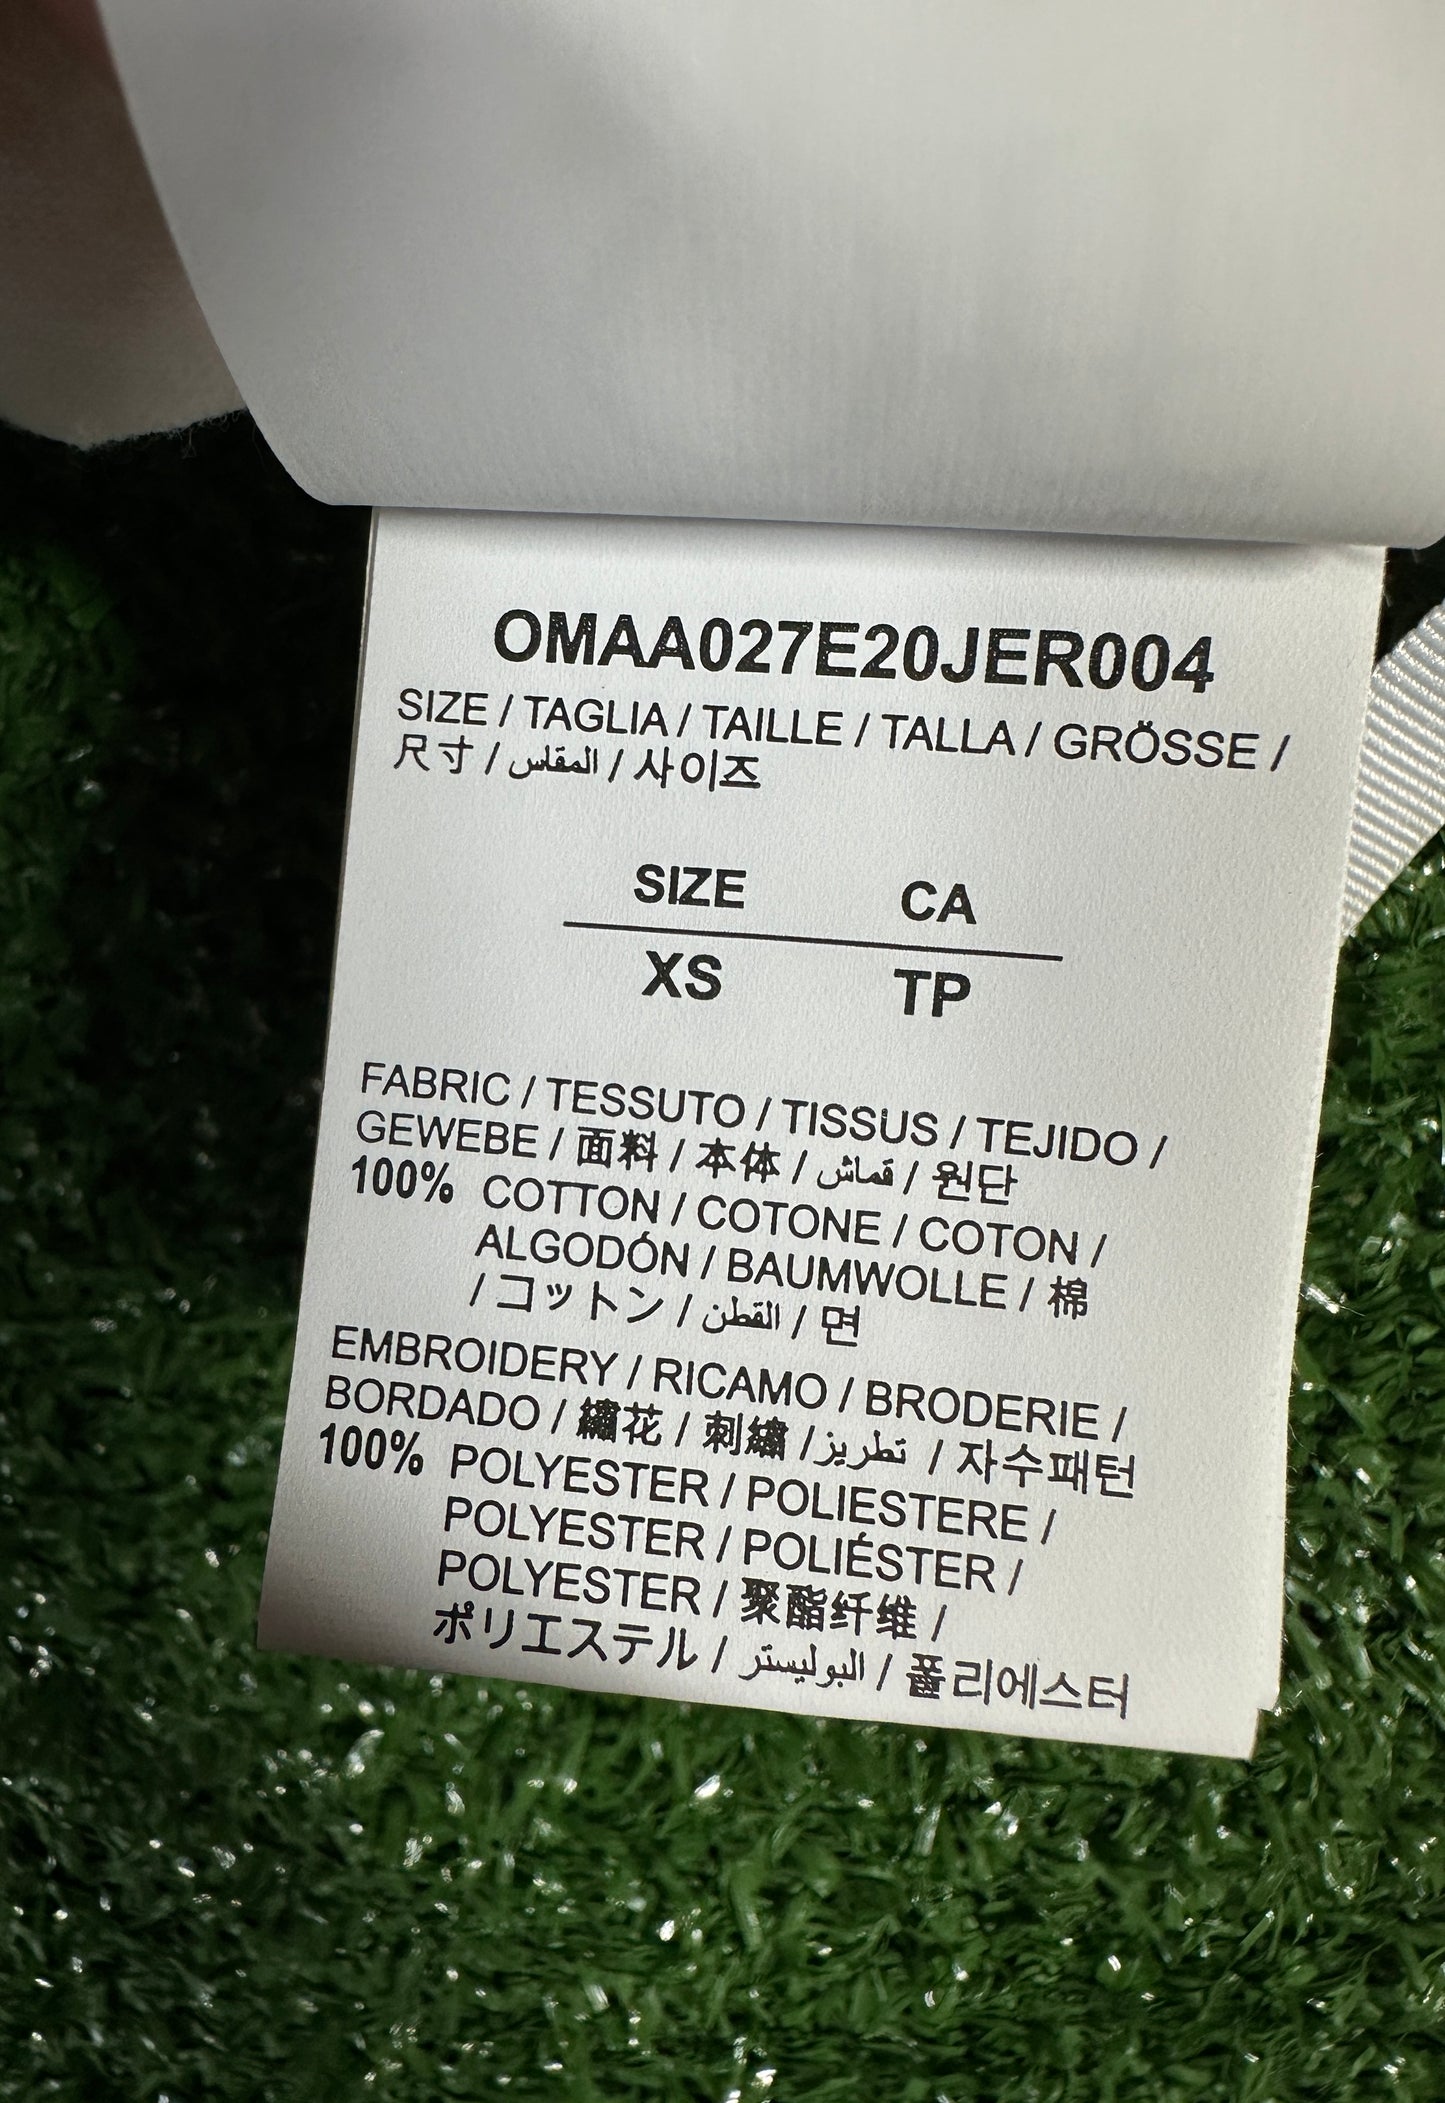 OMAA027E20JER004
SIZE / TAGLIA / TAILLE / TALLA / GRÖSSE /
尺寸 / المقاس / 사이즈
SIZE CA
XS TP
FABRIC / TESSUTO / TISSUS / TEJIDO /
GEWEBE / 面料 / 本体 / قماش / 원단
100% COTTON / COTONE / COTON /
ALGODÓN / BAUMWOLLE / 棉
/ コットン / القطن / 면
EMBROIDERY / RICAMO / BRODERIE /
BORDADO / 繡花 / 刺繡 / تطريز / 자수패턴
100% POLYESTER / POLIESTERE /
POLYESTER / POLIÉSTER /
POLYESTER / 聚酯纤维 /
ポリエステル / البوليستر / 폴리에스터